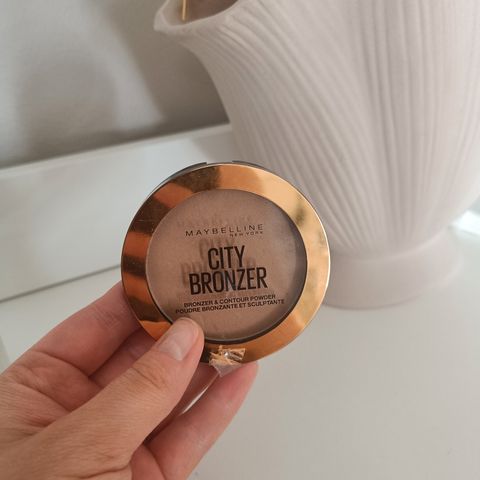 MAYBELLINE
NEW YORK
CITY
BRONZER
BRONZER & CONTOUR POWDER
POUDRE BRONZANTE ET SCULPTANTE